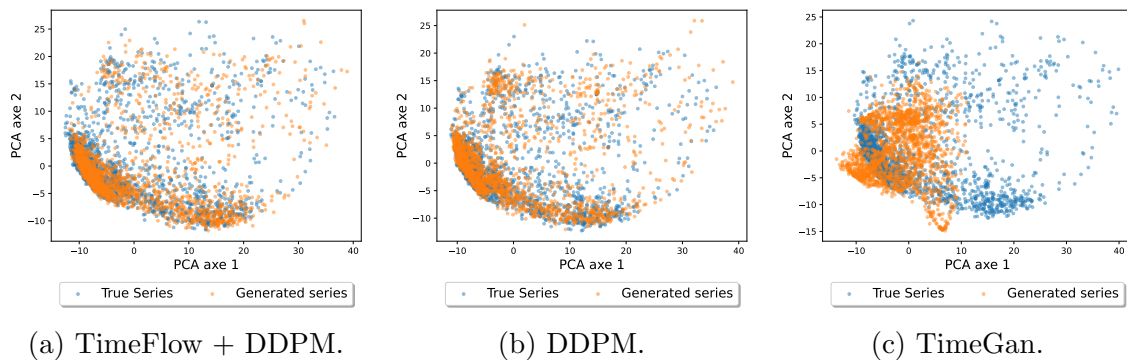 25
20
15
10
5
0
−5
−10
PCA axe 2
−10 0 10 20 30 40
PCA axe 1
True Series Generated series
(a) TimeFlow + DDPM.
25
20
15
10
5
0
−5
−10
PCA axe 2
−10 0 10 20 30 40
PCA axe 1
True Series Generated series
(b) DDPM.
25
20
15
10
5
0
−5
−10
−15
PCA axe 2
−10 0 10 20 30 40
PCA axe 1
True Series Generated series
(c) TimeGan.